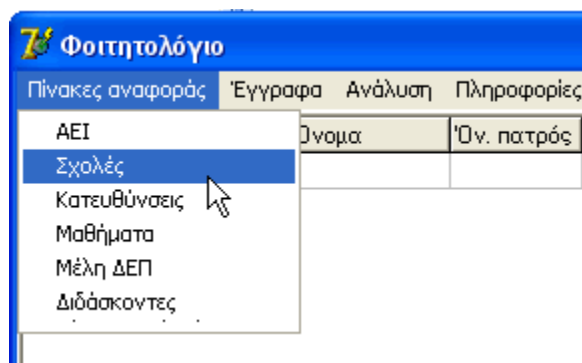 Φοιτητολόγιο
Πίνακες αναφοράς Έγγραφα Ανάλυση Πληροφορίες
ΑΕΙ
Όνομα Όν. πατρός
Σχολές
Κατευθύνσεις
Μαθήματα
Μέλη ΔΕΠ
Διδάσκοντες